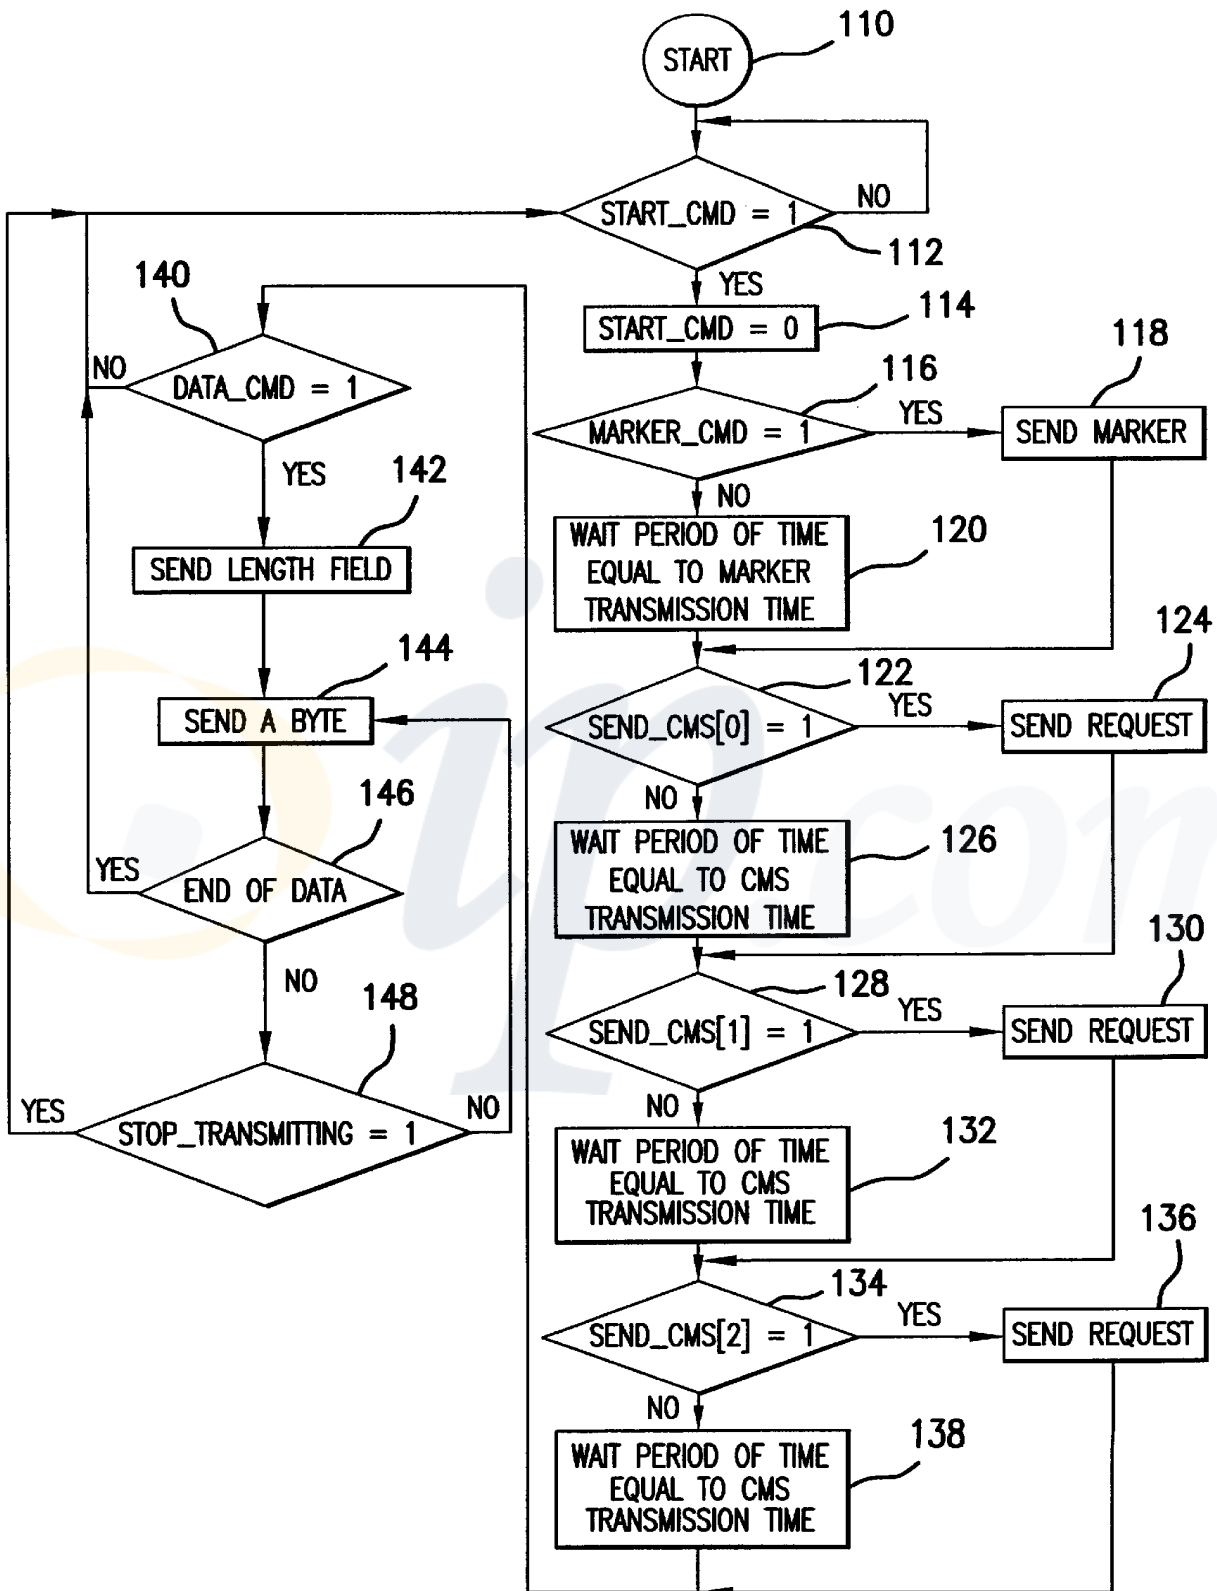 110
START
START_CMD = 1
NO
112
YES
START_CMD = 0
114
MARKER_CMD = 1
116
YES
SEND MARKER
118
NO
WAIT PERIOD OF TIME
EQUAL TO MARKER
TRANSMISSION TIME
120
SEND_CMS[0] = 1
122
YES
SEND REQUEST
124
NO
WAIT PERIOD OF TIME
EQUAL TO CMS
TRANSMISSION TIME
126
SEND_CMS[1] = 1
128
YES
SEND REQUEST
130
NO
WAIT PERIOD OF TIME
EQUAL TO CMS
TRANSMISSION TIME
132
SEND_CMS[2] = 1
134
YES
SEND REQUEST
136
NO
WAIT PERIOD OF TIME
EQUAL TO CMS
TRANSMISSION TIME
138
140
DATA_CMD = 1
NO
YES
142
SEND LENGTH FIELD
144
SEND A BYTE
146
END OF DATA
YES
NO
148
STOP_TRANSMITTING = 1
YES
NO
ip.com